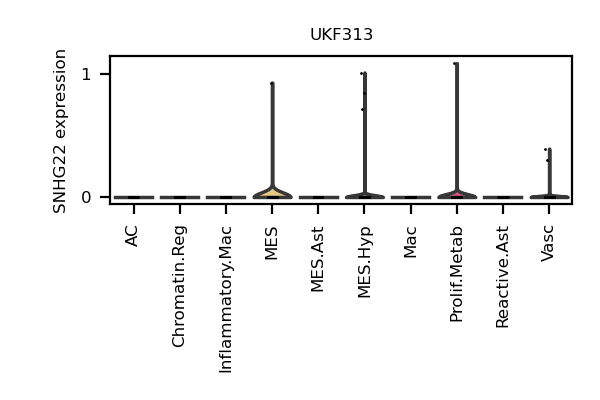 UKF313
SNHG22 expression
1
0
AC
Chromatin.Reg
Inflammatory.Mac
MES
MES.Ast
MES.Hyp
Mac
Prolif.Metab
Reactive.Ast
Vasc